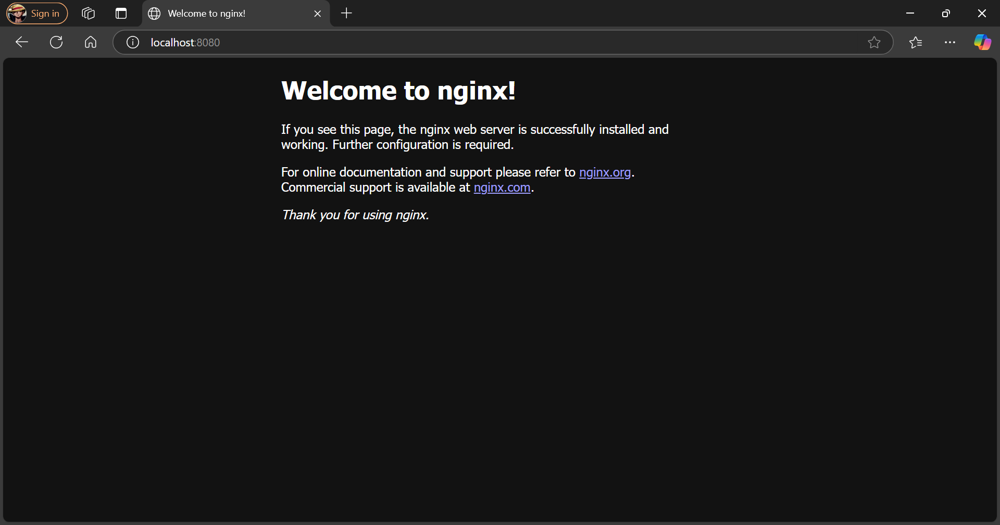 Sign in
Welcome to nginx!
localhost:8080
Welcome to nginx!
If you see this page, the nginx web server is successfully installed and
working. Further configuration is required.
For online documentation and support please refer to nginx.org.
Commercial support is available at nginx.com.
Thank you for using nginx.